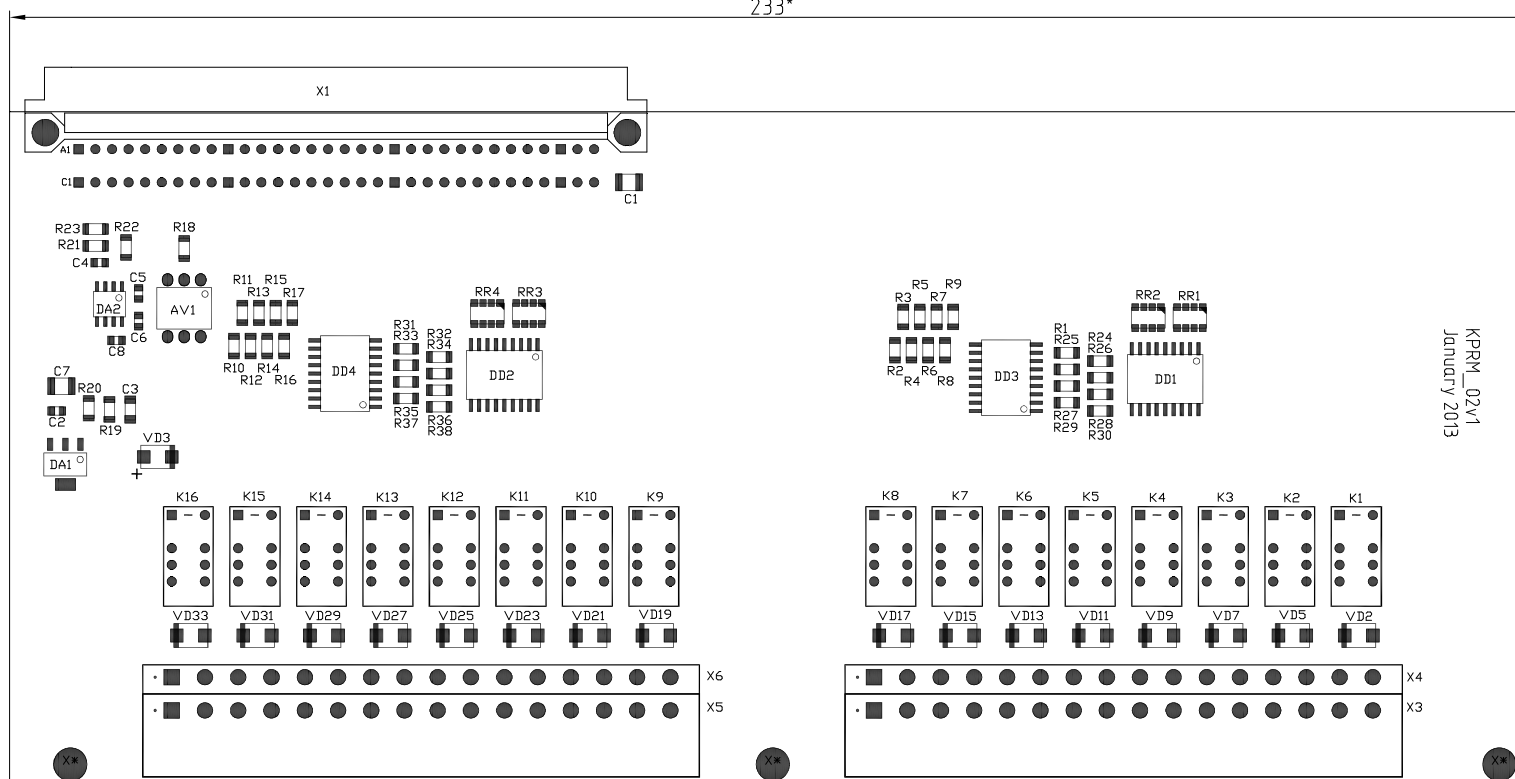 233*
X1
A1
C1
C1
R23 R22 R18
R21
C4
C5
DA2 AV1
C6
C8
R11 R15
R13 R17
R10 R14
R12 R16
DD4
R31
R33
R32
R34
R35
R37
R36
R38
RR4 RR3
DD2
R5 R9
R3 R7
R2 R6
R4 R8
DD3
R1
R25
R24
R26
R27
R29
R28
R30
RR2 RR1
DD1
KPRM_02v1
January 2013
C7
R20 C3
C2
R19
VD3
DA1
+
K16 K15 K14 K13 K12 K11 K10 K9 K8 K7 K6 K5 K4 K3 K2 K1
VD33 VD31 VD29 VD27 VD25 VD23 VD21 VD19 VD17 VD15 VD13 VD11 VD9 VD7 VD5 VD2
X6 X4
X5 X3
X* X* X*